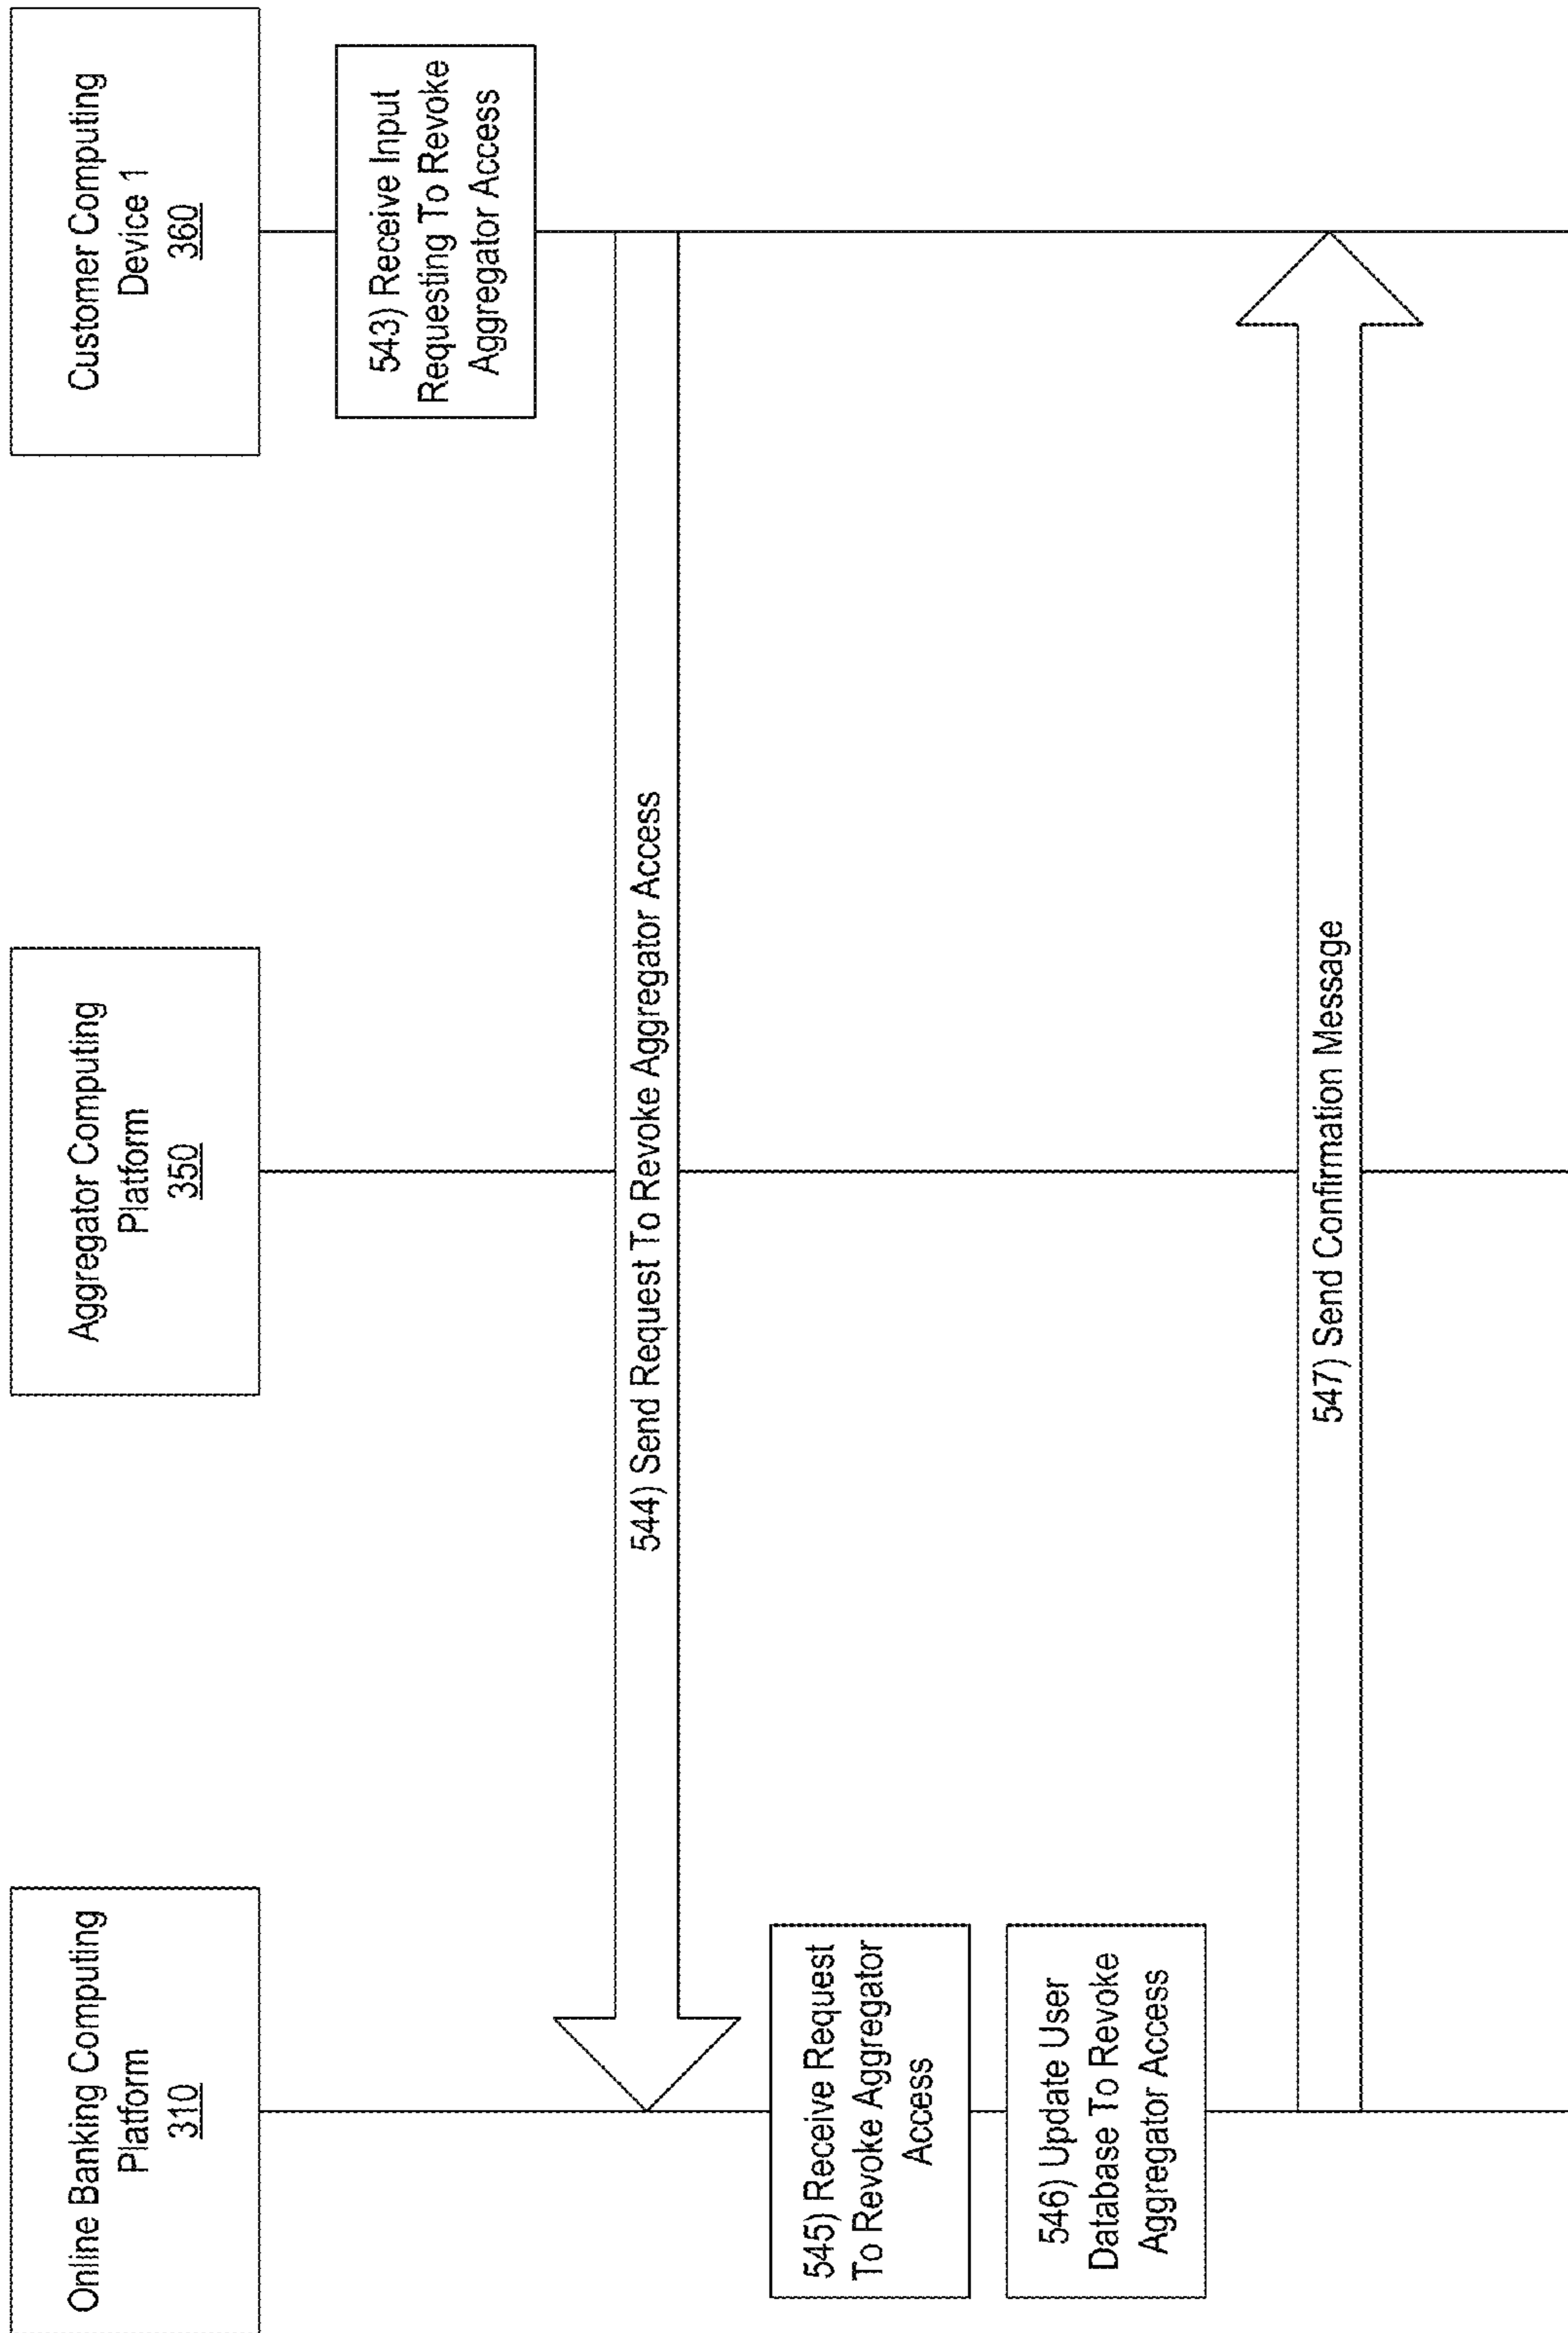 Online Banking Computing
Platform
310
Aggregator Computing
Platform
350
Customer Computing
Device 1
360
543) Receive Input
Requesting To Revoke
Aggregator Access
544) Send Request To Revoke Aggregator Access
545) Receive Request
To Revoke Aggregator
Access
546) Update User
Database To Revoke
Aggregator Access
547) Send Confirmation Message